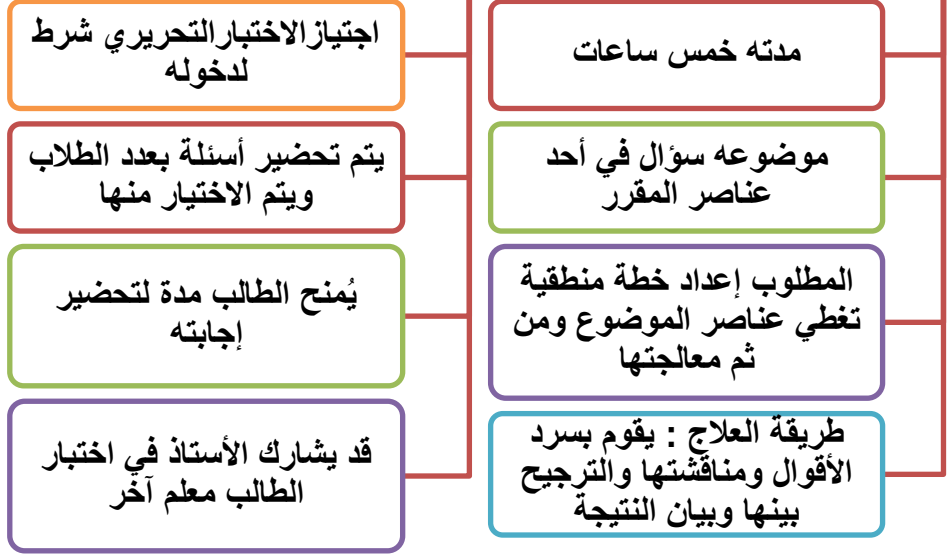 مدته خمس ساعات
موضوعه سؤال في أحد
عناصر المقرر
المطلوب إعداد خطة منطقية
تغطي عناصر الموضوع ومن
ثم معالجتها
طريقة العلاج : يقوم بسرد
الأقوال ومناقشتها والترجيح
بينها وبيان النتيجة
اجتيازالاختبارالتحريري شرط
لدخوله
يتم تحضير أسئلة بعدد الطلاب
ويتم الاختيار منها
يُمنح الطالب مدة لتحضير
إجابته
قد يشارك الأستاذ في اختبار
الطالب معلم آخر